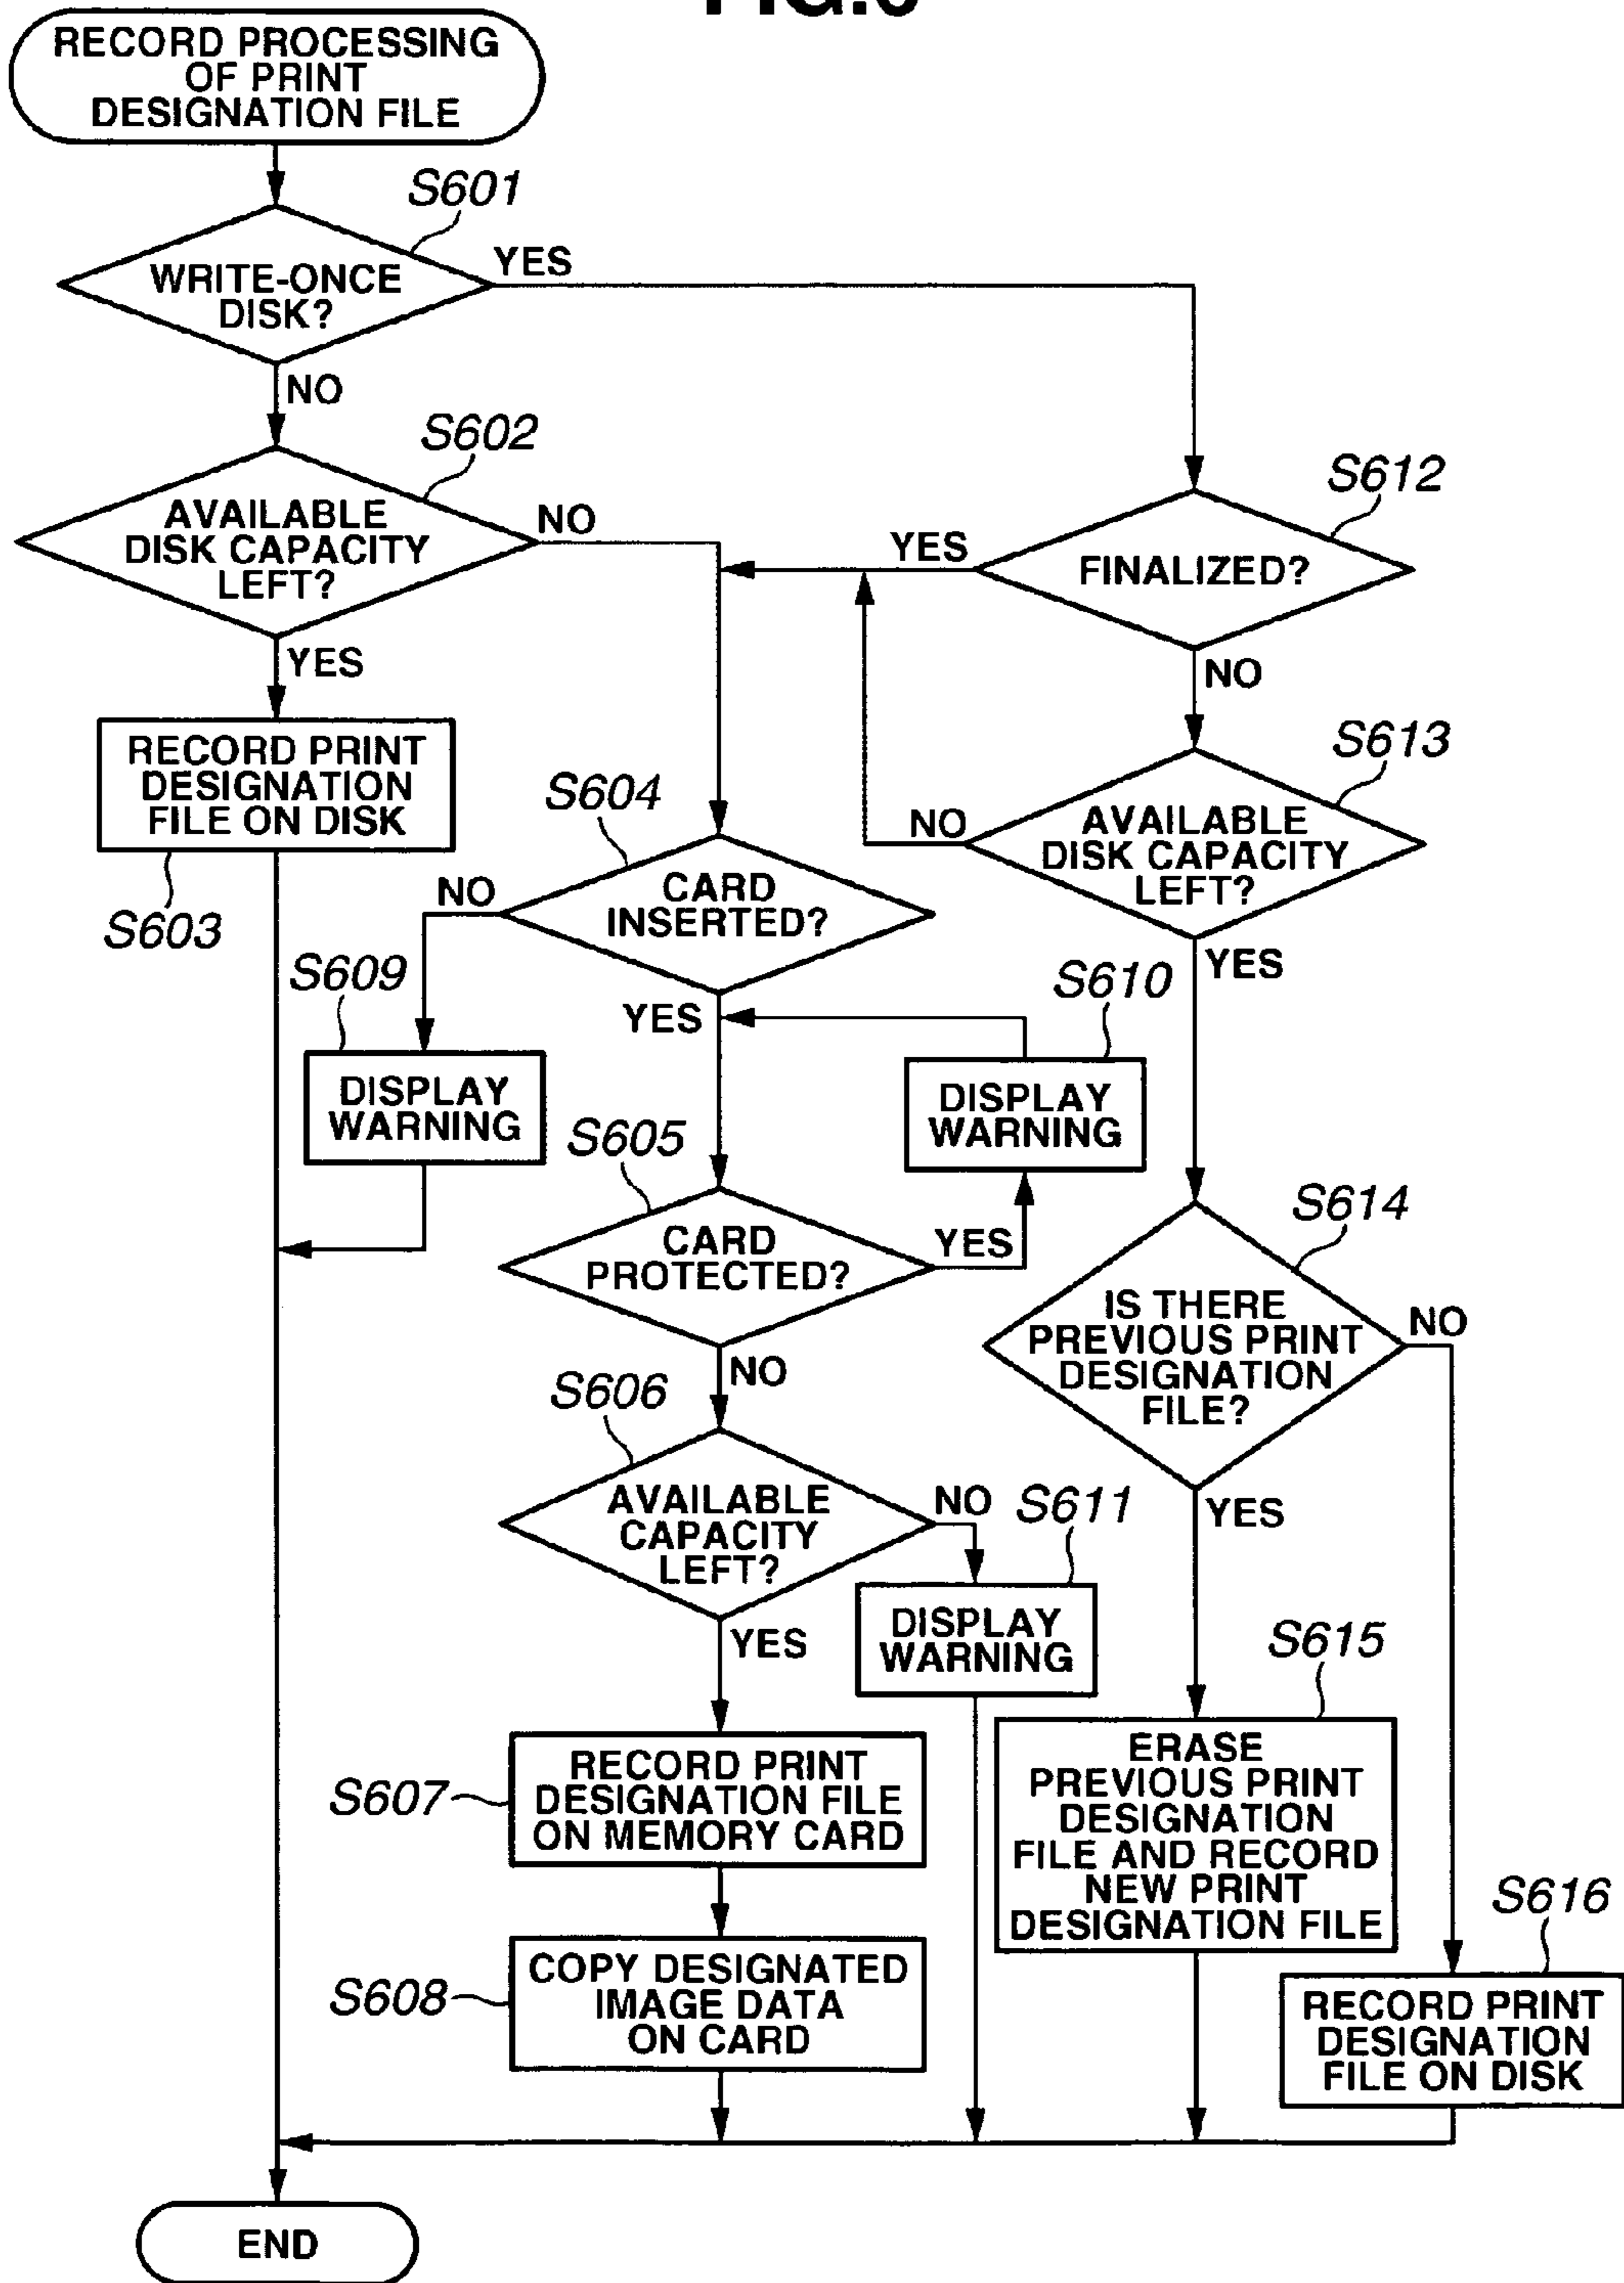 RECORD PROCESSING
OF PRINT
DESIGNATION FILE
S601
WRITE-ONCE
DISK?
YES
NO
S602
AVAILABLE
DISK CAPACITY
LEFT?
NO
YES
S612
FINALIZED?
YES
NO
RECORD PRINT
DESIGNATION
FILE ON DISK
S603
S613
AVAILABLE
DISK CAPACITY
LEFT?
NO
YES
S604
CARD
INSERTED?
NO
YES
S609
DISPLAY
WARNING
S610
DISPLAY
WARNING
S605
CARD
PROTECTED?
YES
NO
S614
IS THERE
PREVIOUS PRINT
DESIGNATION
FILE?
NO
YES
S606
AVAILABLE
CAPACITY
LEFT?
NO
YES
S611
DISPLAY
WARNING
S615
ERASE
PREVIOUS PRINT
DESIGNATION
FILE AND RECORD
NEW PRINT
DESIGNATION FILE
S607
RECORD PRINT
DESIGNATION FILE
ON MEMORY CARD
S616
RECORD PRINT
DESIGNATION
FILE ON DISK
S608
COPY DESIGNATED
IMAGE DATA
ON CARD
END